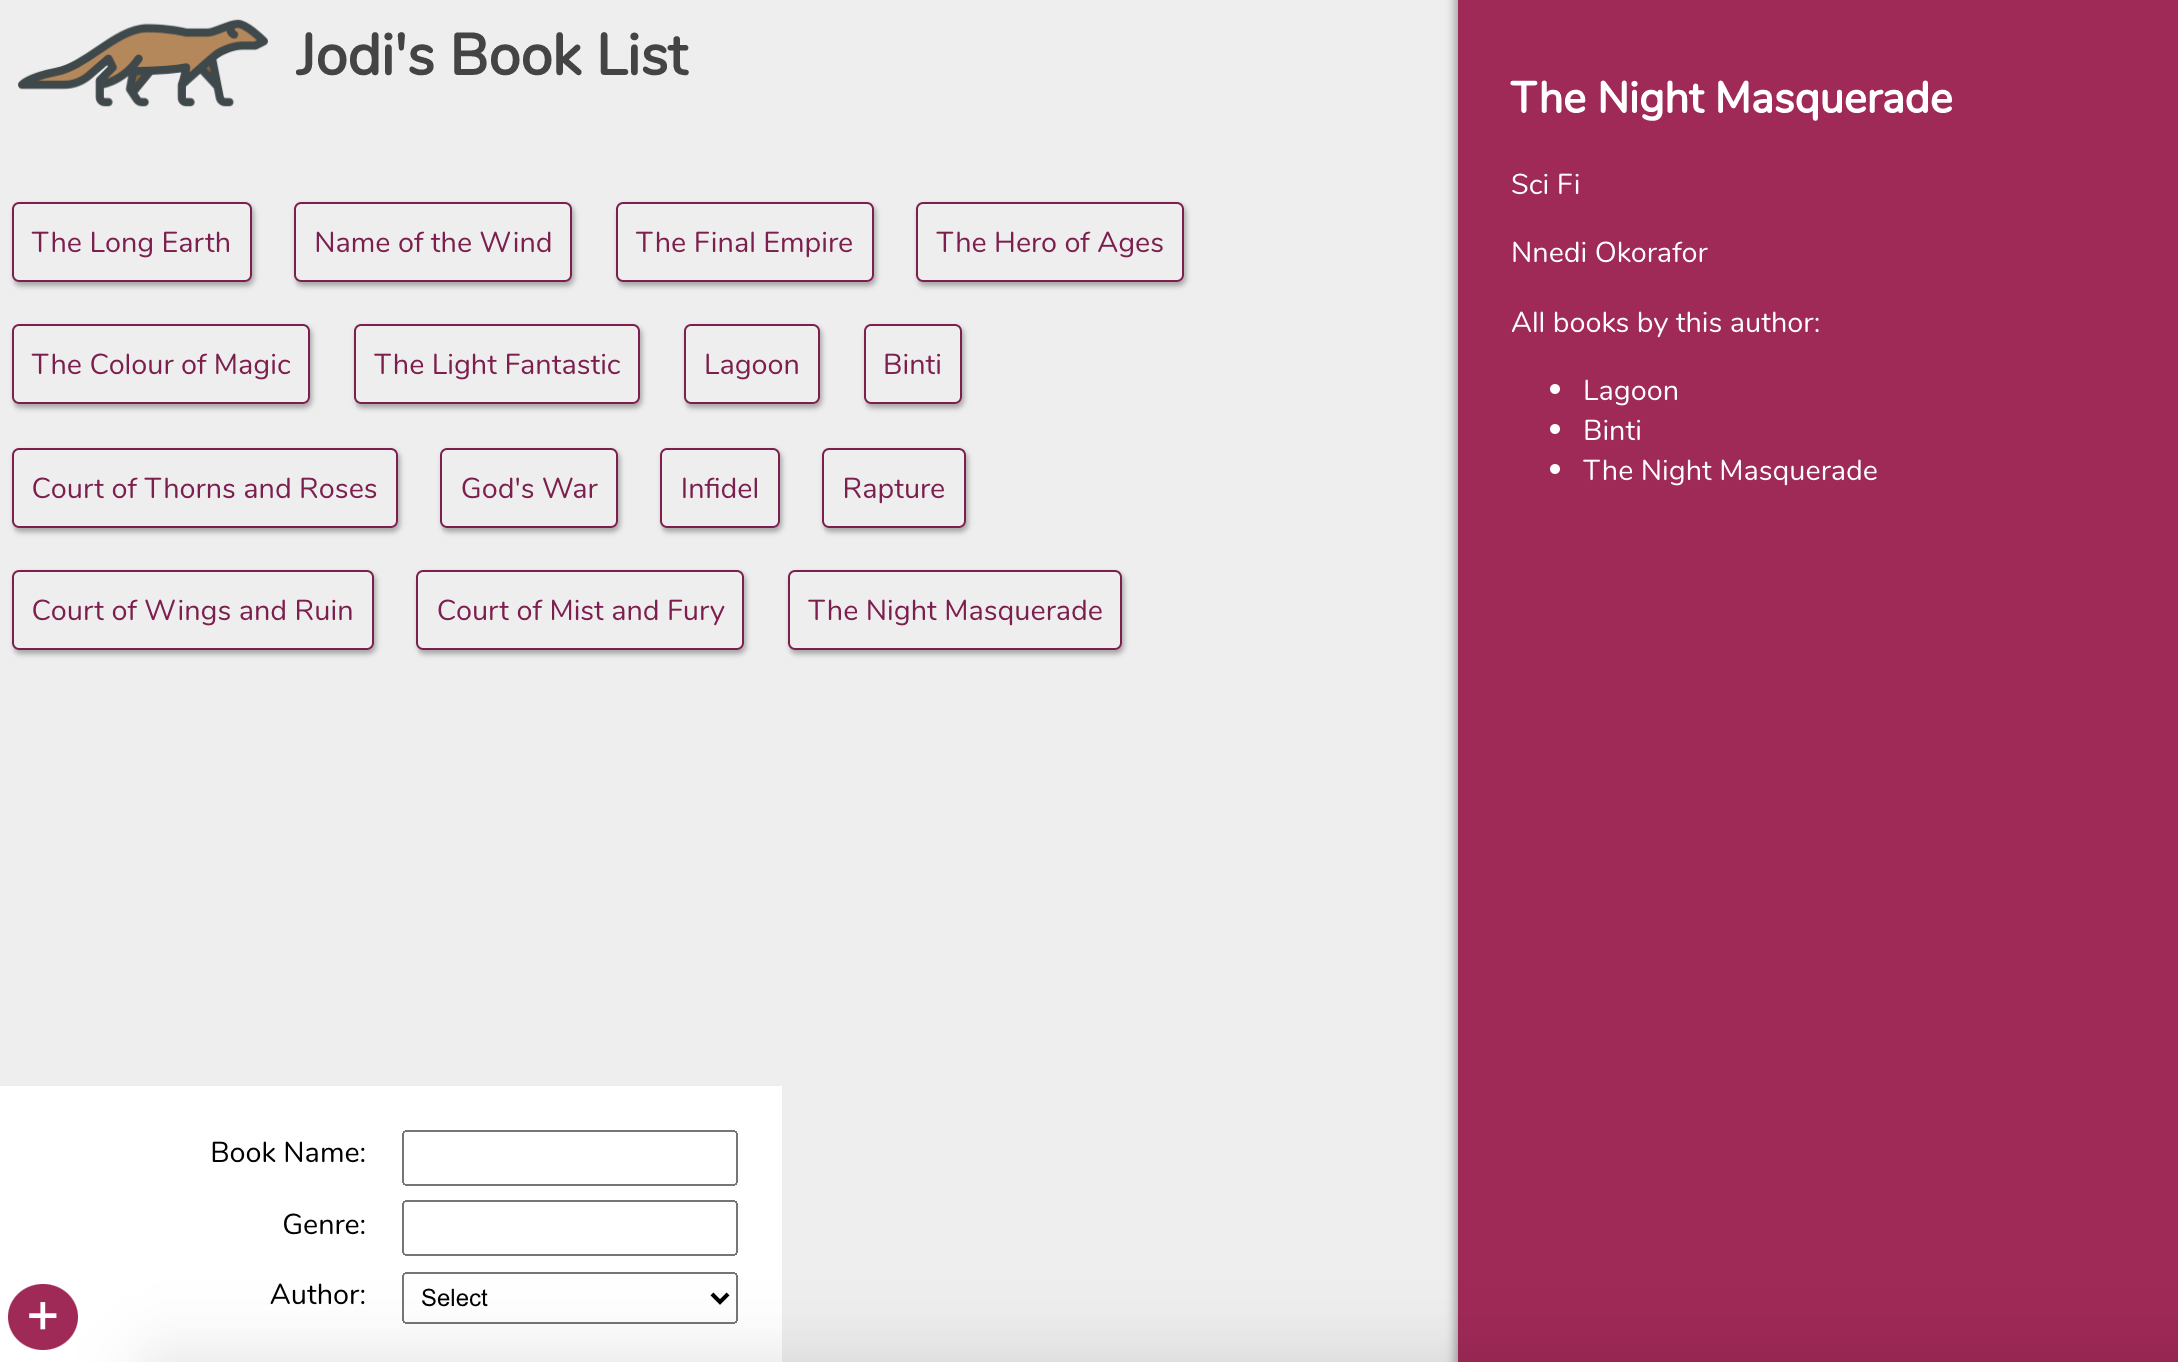 Jodi's Book List
The Long Earth
Name of the Wind
The Final Empire
The Hero of Ages
The Colour of Magic
The Light Fantastic
Lagoon
Binti
Court of Thorns and Roses
God's War
Infidel
Rapture
Court of Wings and Ruin
Court of Mist and Fury
The Night Masquerade
Book Name:
Genre:
Author:
Select
+
The Night Masquerade
Sci Fi
Nnedi Okorafor
All books by this author:
• Lagoon
• Binti
• The Night Masquerade